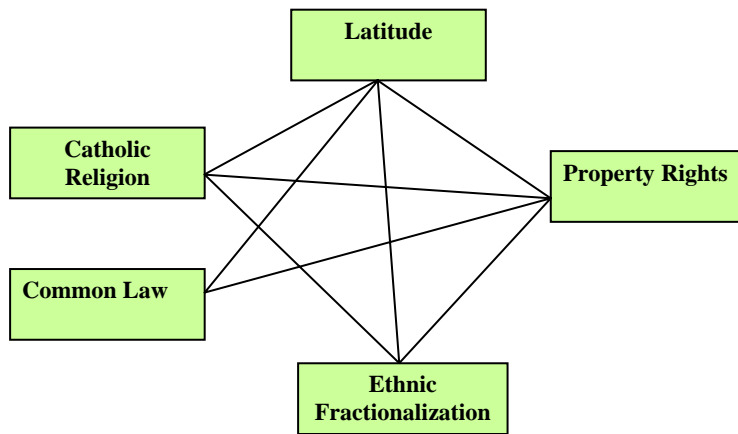 Latitude
Catholic
Religion
Property Rights
Common Law
Ethnic
Fractionalization